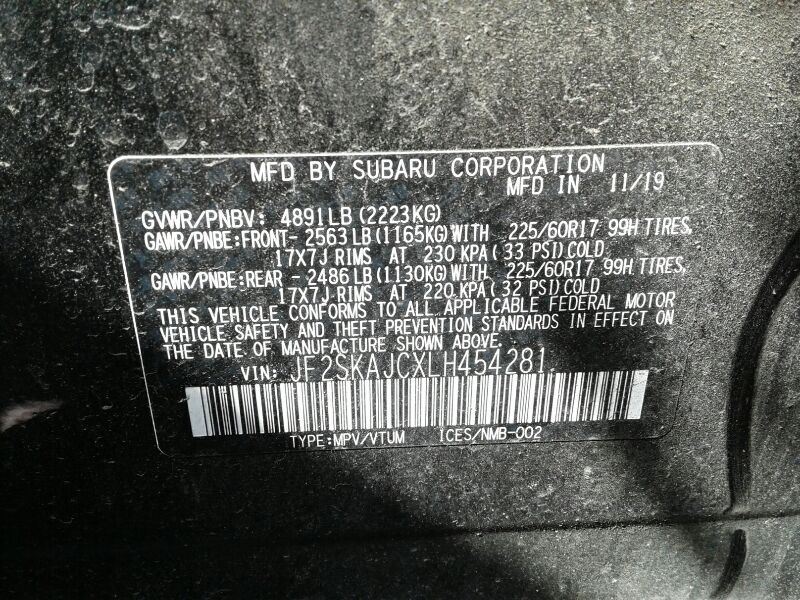 MFD BY SUBARU CORPORATION
MFD IN 11/19
GVWR/PNBV: 4891LB (2223KG)
GAWR/PNBE:FRONT- 2563 LB (1165KG) WITH 225/60R17 99H TIRES,
17X7J RIMS AT 230 KPA (33 PSI) COLD
GAWR/PNBE:REAR - 2486 LB (1130KG) WITH 225/60R17 99H TIRES,
17X7J RIMS AT 220 KPA (32 PSI) COLD
THIS VEHICLE CONFORMS TO ALL APPLICABLE FEDERAL MOTOR
VEHICLE SAFETY AND THEFT PREVENTION STANDARDS IN EFFECT ON
THE DATE OF MANUFACTURE SHOWN ABOVE.
VIN: JF2SKAJCXLH454281
TYPE:MPV/VTUM ICES/NMB-002